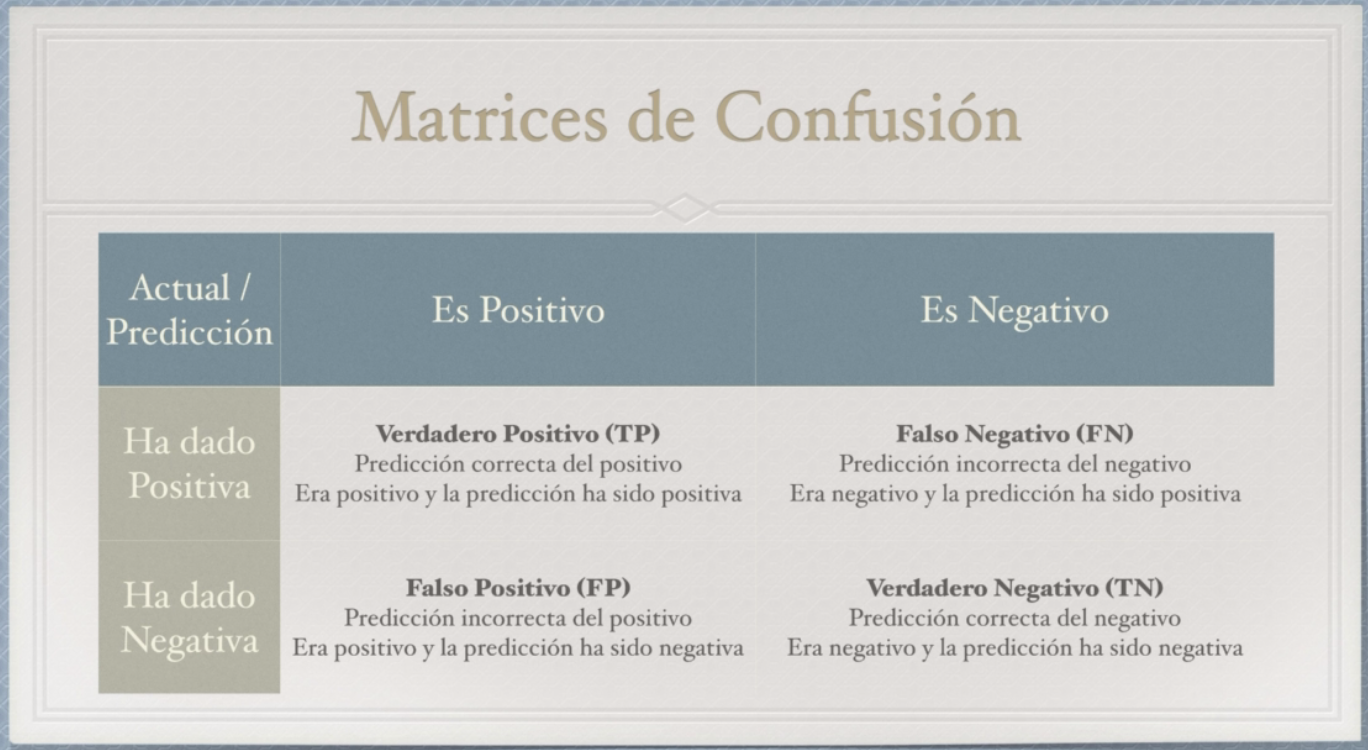 Matrices de Confusión
Actual /
Predicción
Es Positivo
Es Negativo
Ha dado
Positiva
Verdadero Positivo (TP)
Predicción correcta del positivo
Era positivo y la predicción ha sido positiva
Falso Negativo (FN)
Predicción incorrecta del negativo
Era negativo y la predicción ha sido positiva
Ha dado
Negativa
Falso Positivo (FP)
Predicción incorrecta del positivo
Era positivo y la predicción ha sido negativa
Verdadero Negativo (TN)
Predicción correcta del negativo
Era negativo y la predicción ha sido negativa